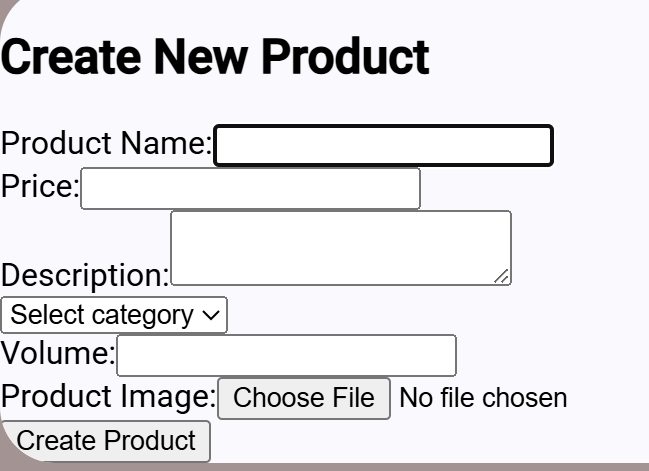 Create New Product
Product Name:
Price:
Description:
Select category
Volume:
Product Image: Choose File No file chosen
Create Product